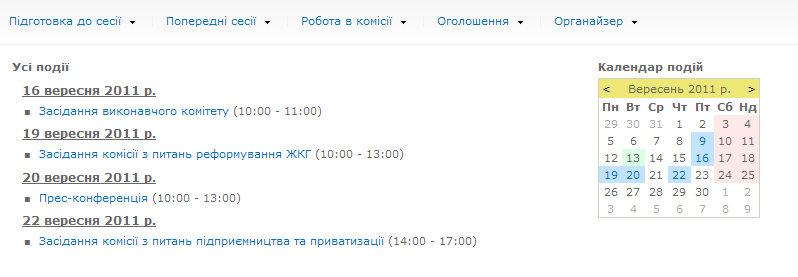 Підготовка до сесії Попередні сесії Робота в комісії Оголошення Органайзер
Усі події
16 вересня 2011 р.
Засідання виконавчого комітету (10:00 - 11:00)
19 вересня 2011 р.
Засідання комісії з питань реформування ЖКГ (10:00 - 13:00)
20 вересня 2011 р.
Прес-конференція (10:00 - 13:00)
22 вересня 2011 р.
Засідання комісії з питань підприємництва та приватизації (14:00 - 17:00)
Календар подій
< Вересень 2011 р. >
Пн Вт Ср Чт Пт Сб Нд
29 30 31 1 2 3 4
5 6 7 8 9 10 11
12 13 14 15 16 17 18
19 20 21 22 23 24 25
26 27 28 29 30 1 2
3 4 5 6 7 8 9